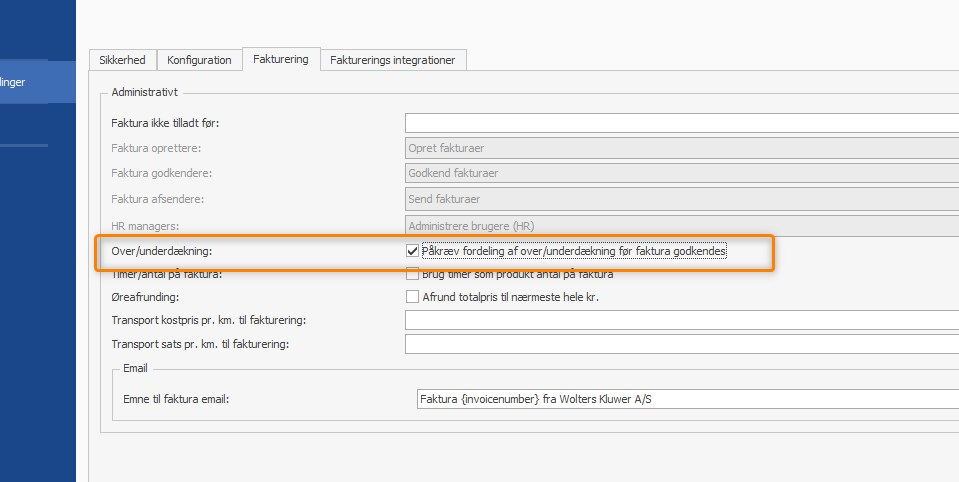 linger
Sikkerhed Konfiguration Fakturering Fakturerings integrationer
Administrativt
Faktura ikke tilladt før:
Faktura oprettere: Opret fakturaer
Faktura godkendere: Godkend fakturaer
Faktura afsendere: Send fakturaer
HR managers: Administrere brugere (HR)
Over/underdækning: Påkræv fordeling af over/underdækning før faktura godkendes
Timer/antal på faktura: Brug timer som produkt antal på faktura
Øreafrunding: Afrund totalpris til nærmeste hele kr.
Transport kostpris pr. km. til fakturering:
Transport sats pr. km. til fakturering:
Email
Emne til faktura email: Faktura {invoicenumber} fra Wolters Kluwer A/S